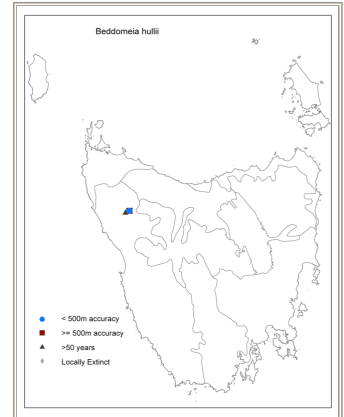 Beddomeia hullii
< 500m accuracy
>= 500m accuracy
>50 years
Locally Extinct